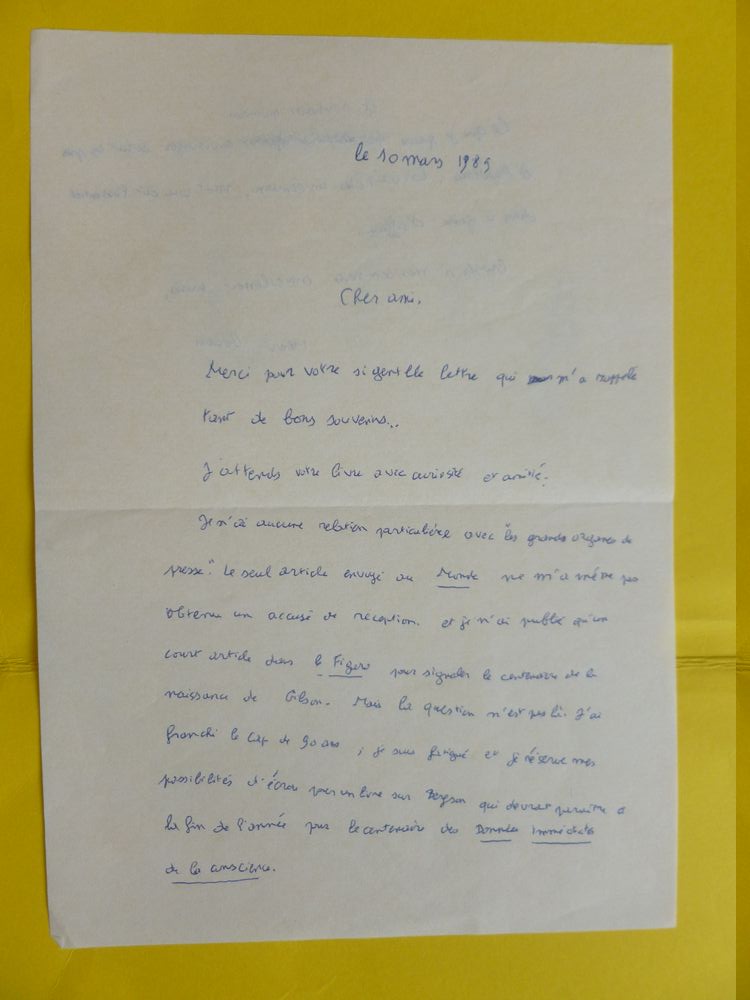 le 10 mars 1989
Cher ami,
Merci pour votre si gentille lettre qui m'a rappelé
tant de bons souvenirs..
J'attends votre livre avec curiosité et amitié.
Je n'ai aucune relation particulière avec "les grands organes de
presse". Le seul article envoyé au Monde ne m'a même pas
obtenu un accusé de réception. et je n'ai publié qu'un
court article dans le Figaro pour signaler le centenaire de la
naissance de Gilson. Mais la question n'est pas là. J'ai
franchi le cap de 90 ans ; je suis fatigué et je réserve mes
possibilités d'écrire pour un livre sur Bergson qui devrait paraître à
la fin de l'année pour le centenaire des Données Immédiates
de la conscience.